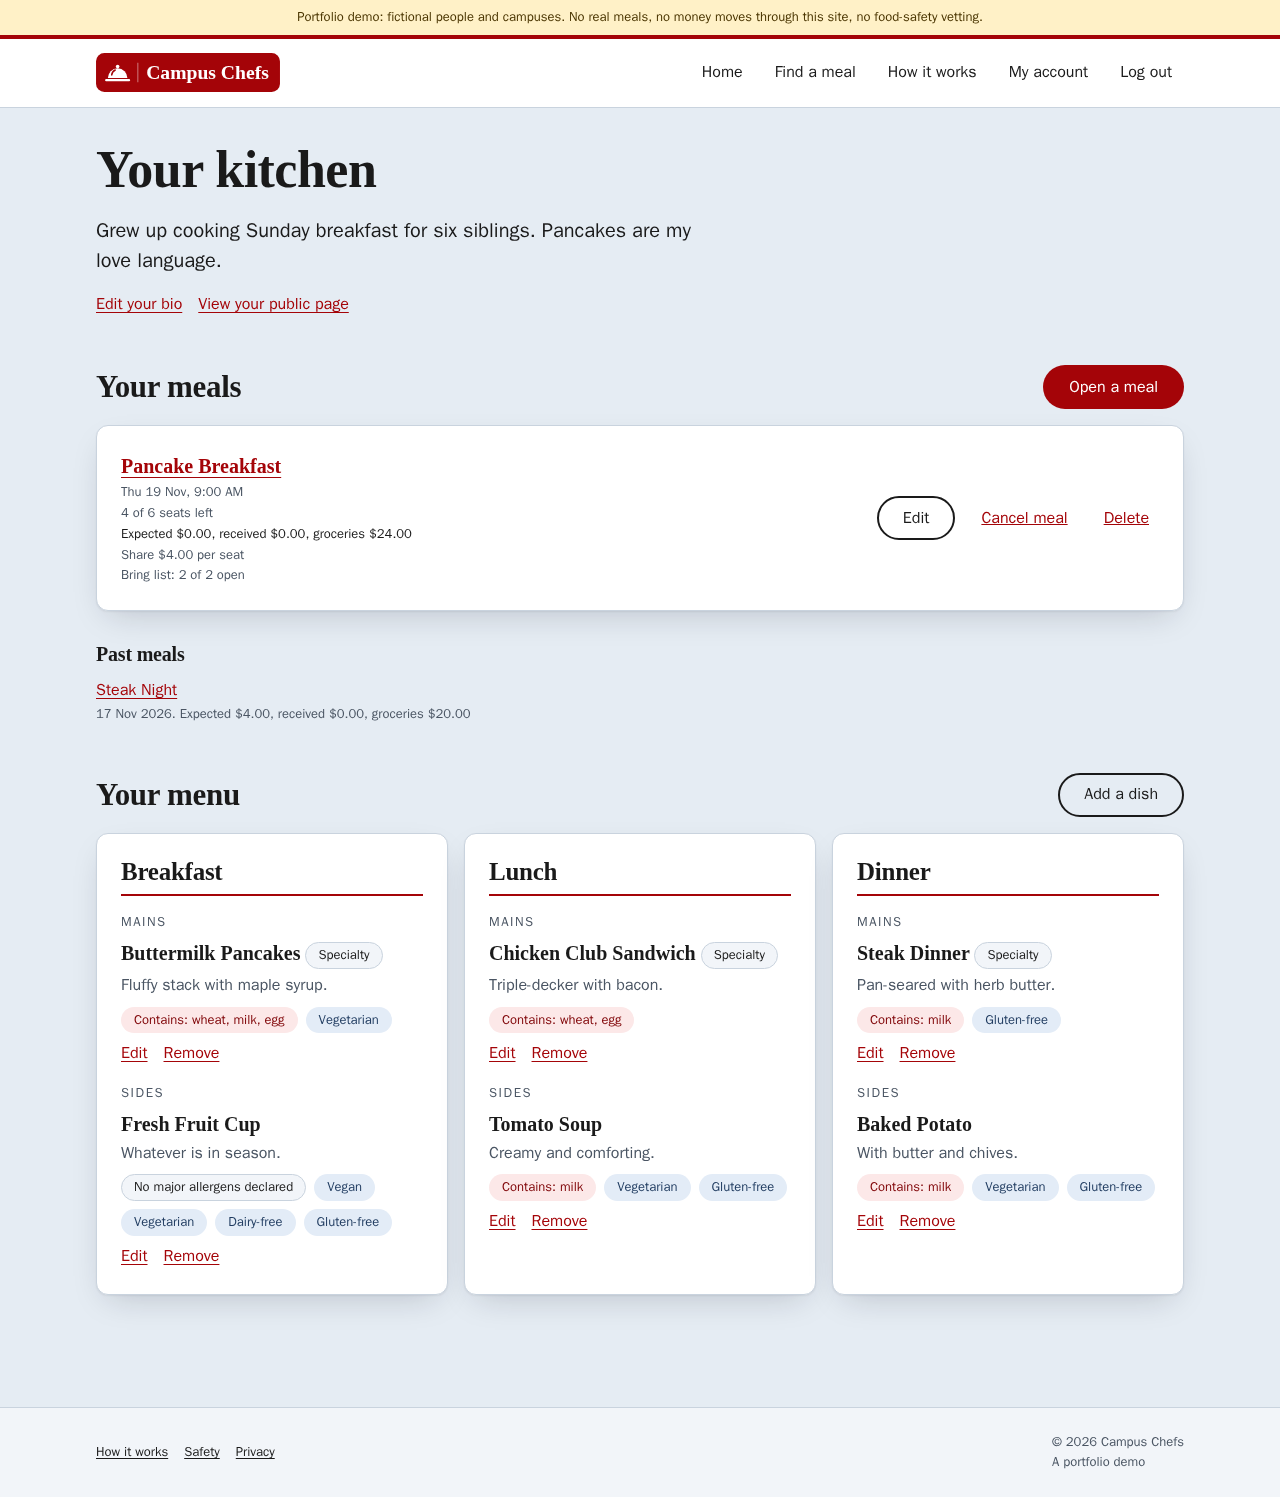 Portfolio demo: fictional people and campuses. No real meals, no money moves through this site, no food-safety vetting.
Campus Chefs
Home Find a meal How it works My account Log out
Your kitchen
Grew up cooking Sunday breakfast for six siblings. Pancakes are my
love language.
Edit your bio View your public page
Your meals
Open a meal
Pancake Breakfast
Thu 19 Nov, 9:00 AM
4 of 6 seats left
Expected $0.00, received $0.00, groceries $24.00
Share $4.00 per seat
Bring list: 2 of 2 open
Edit Cancel meal Delete
Past meals
Steak Night
17 Nov 2026. Expected $4.00, received $0.00, groceries $20.00
Your menu
Add a dish
Breakfast
MAINS
Buttermilk Pancakes Specialty
Fluffy stack with maple syrup.
Contains: wheat, milk, egg Vegetarian
Edit Remove
SIDES
Fresh Fruit Cup
Whatever is in season.
No major allergens declared Vegan
Vegetarian Dairy-free Gluten-free
Edit Remove
Lunch
MAINS
Chicken Club Sandwich Specialty
Triple-decker with bacon.
Contains: wheat, egg
Edit Remove
SIDES
Tomato Soup
Creamy and comforting.
Contains: milk Vegetarian Gluten-free
Edit Remove
Dinner
MAINS
Steak Dinner Specialty
Pan-seared with herb butter.
Contains: milk Gluten-free
Edit Remove
SIDES
Baked Potato
With butter and chives.
Contains: milk Vegetarian Gluten-free
Edit Remove
How it works Safety Privacy
© 2026 Campus Chefs
A portfolio demo